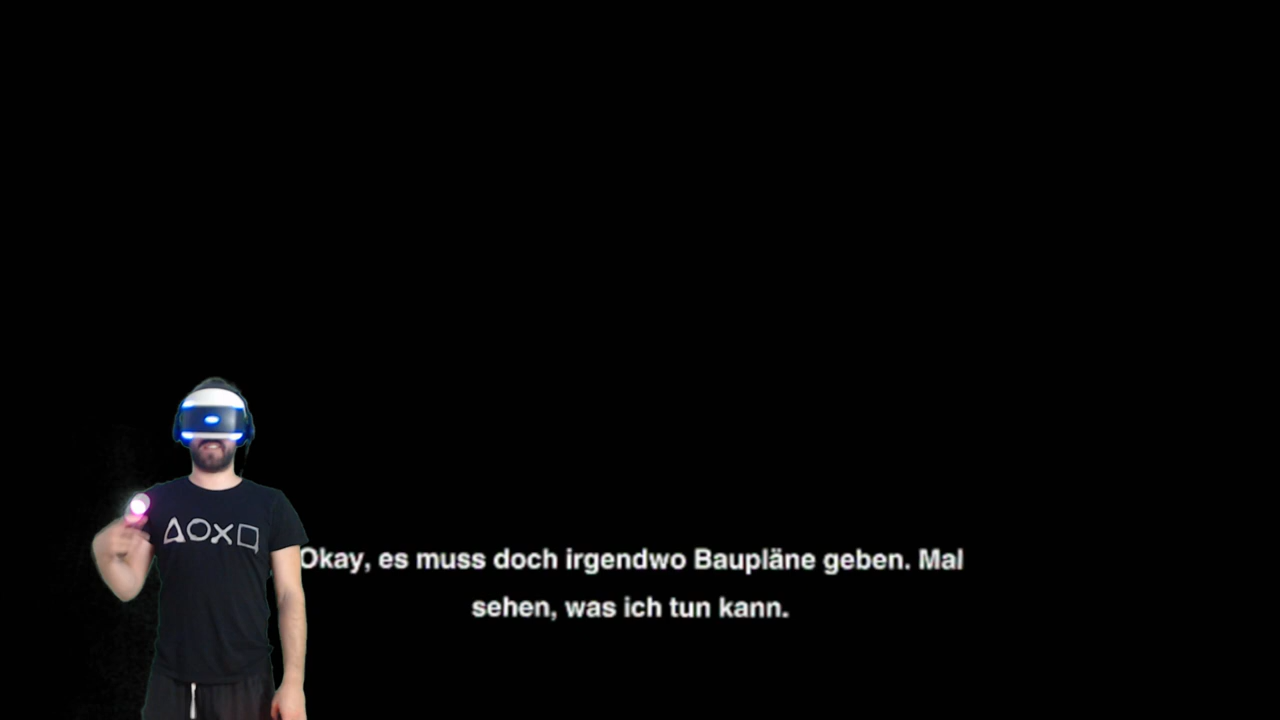 Okay, es muss doch irgendwo Baupläne geben. Mal
sehen, was ich tun kann.